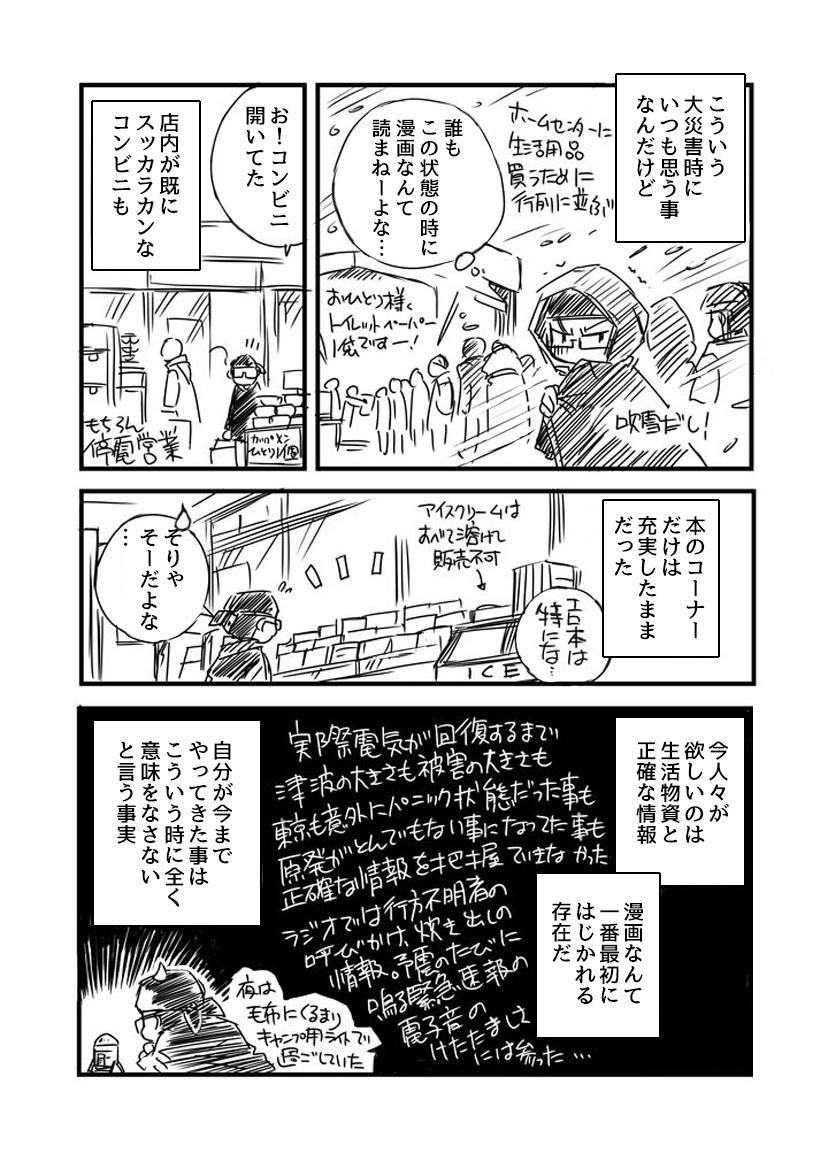 こういう
大災害時に
いつも思う事
なんだけど
ホームセンターに
生活用品
買うために
行列に並ぶ
誰も
この状態の時に
漫画なんて
読まねーよな…
おひとり様
トイレットペーパー
1袋ですー!
吹雪だし!
お!コンビニ
開いてた
店内が既に
スッカラカンな
コンビニも
もちろん
停電営業
カップメン
ひとり1個
本のコーナー
だけは
充実したまま
だった
アイスクリームは
すべて溶けて
販売不可
エロ本は
特にな…
ICE
そりゃ
そーだよな
…
今人々が
欲しいのは
生活物資と
正確な情報
漫画なんて
一番最初に
はじかれる
存在だ
実際電気が回復するまで
津波の大きさも被害の大きさも
東京も意外にパニック状態だった事も
原発がとんでもない事になってた事も
正確な情報を把握できなかった
ラジオでは行方不明者の
呼びかけ、炊き出しの
情報。予震のたびに
鳴る緊急速報の
電子音の
けたたましさ
には参った…
自分が今まで
やってきた事は
こういう時に全く
意味をなさない
と言う事実
夜は
毛布にくるまり
キャンプ用ライトで
過ごしていた